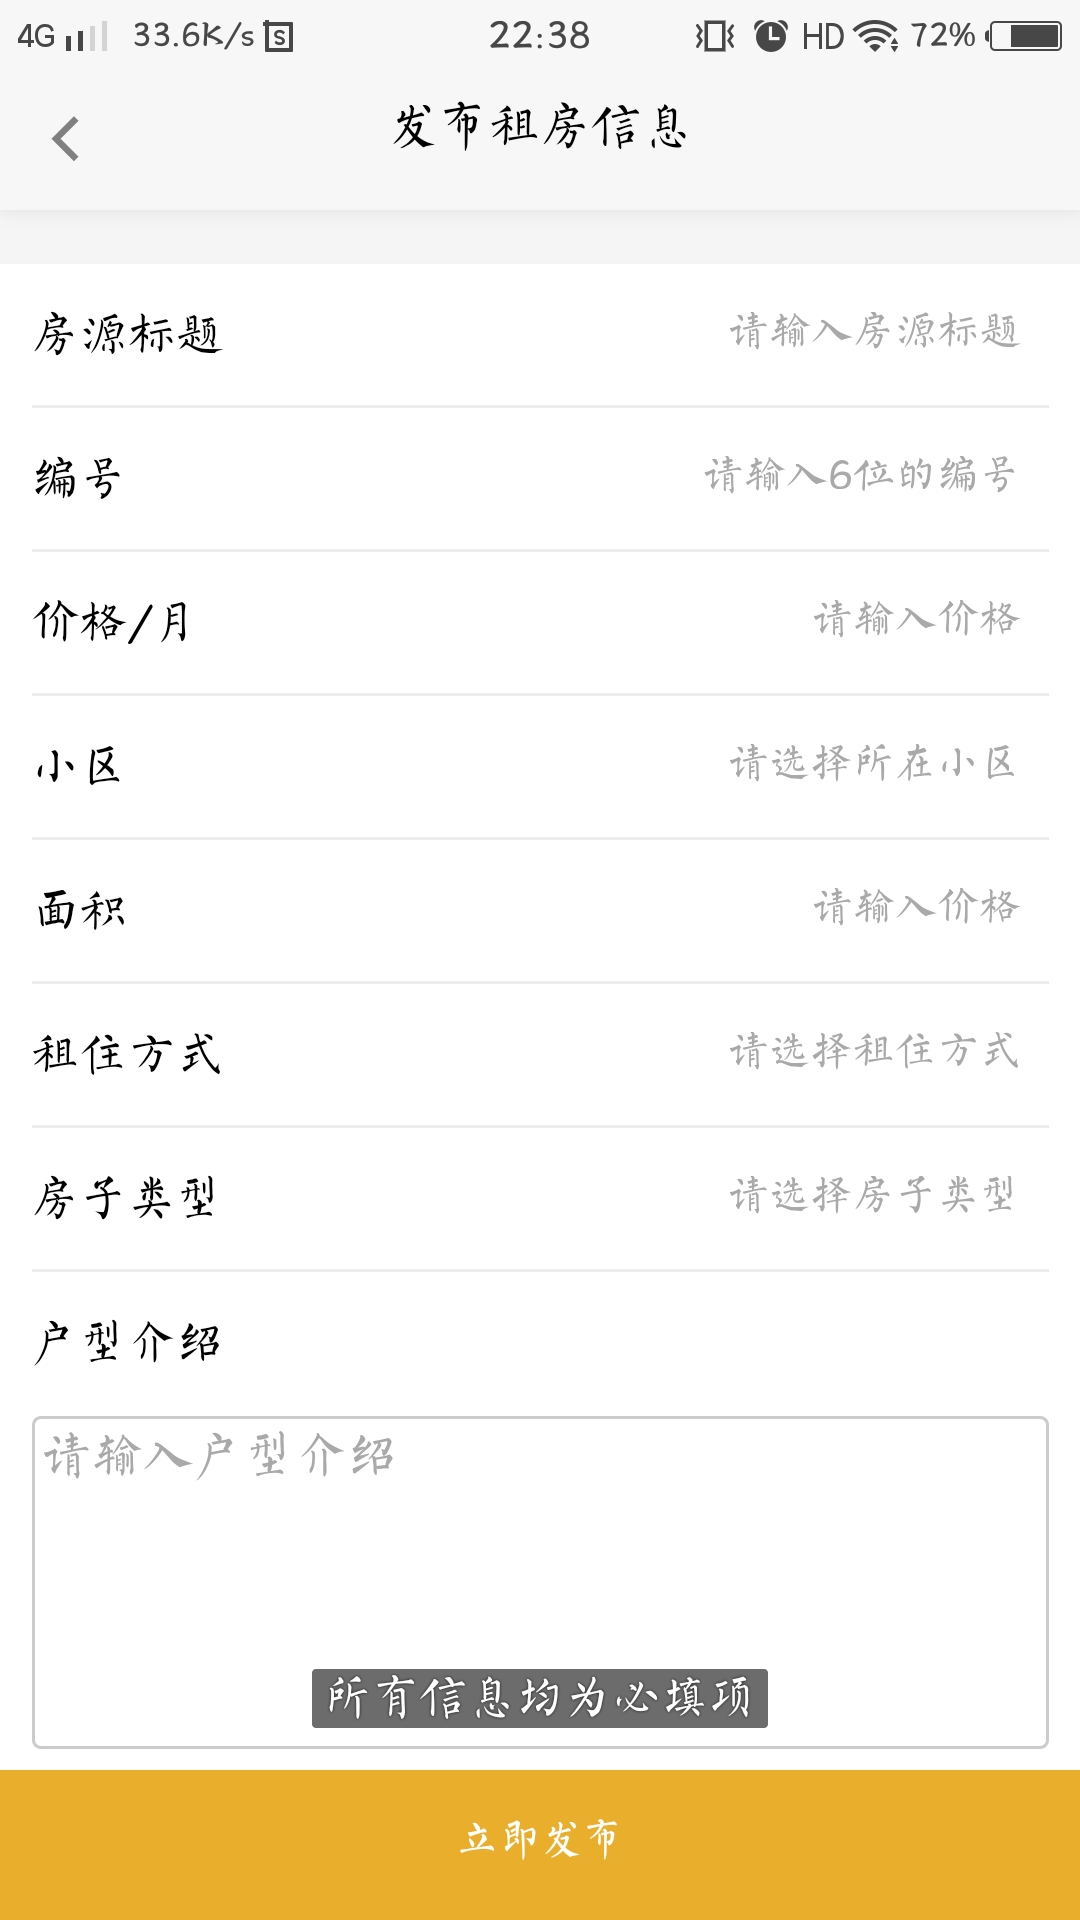 4G 33.6K/s S 22:38 HD 72%
发布租房信息
房源标题 请输入房源标题
编号 请输入6位的编号
价格/月 请输入价格
小区 请选择所在小区
面积 请输入价格
租住方式 请选择租住方式
房子类型 请选择房子类型
户型介绍
请输入户型介绍
所有信息均为必填项
立即发布